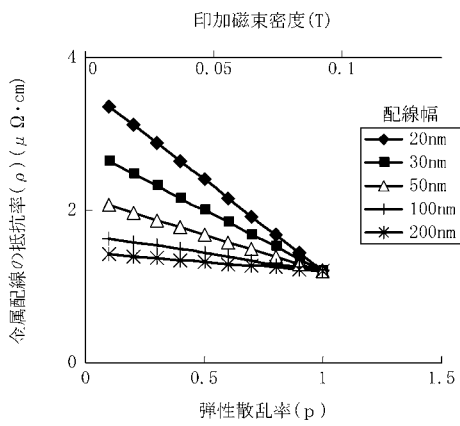 印加磁束密度(T)
0 0.05 0.1
4
2
0
金属配線の抵抗率(ρ)(μΩ·cm)
配線幅
20nm
30nm
50nm
100nm
200nm
0 0.5 1 1.5
弾性散乱率(p)